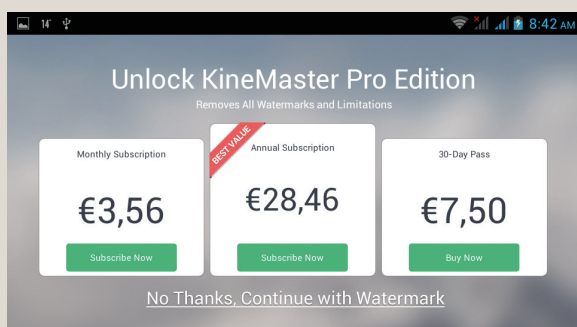 14° 8:42 AM
Unlock KineMaster Pro Edition
Removes All Watermarks and Limitations
Monthly Subscription
€3,56
Subscribe Now
BEST VALUE
Annual Subscription
€28,46
Subscribe Now
30-Day Pass
€7,50
Buy Now
No Thanks, Continue with Watermark